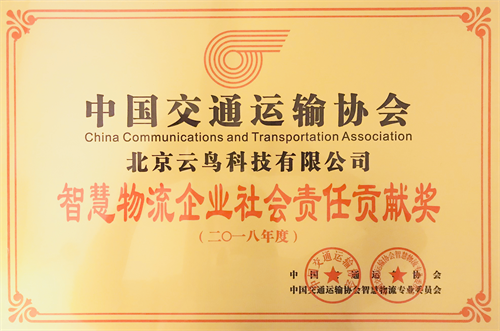 中国交通运输协会
China Communications and Transportation Association
北京云鸟科技有限公司
智慧物流企业社会责任贡献奖
（二〇一八年度）
中国交通运输协会
中国交通运输协会智慧物流专业委员会